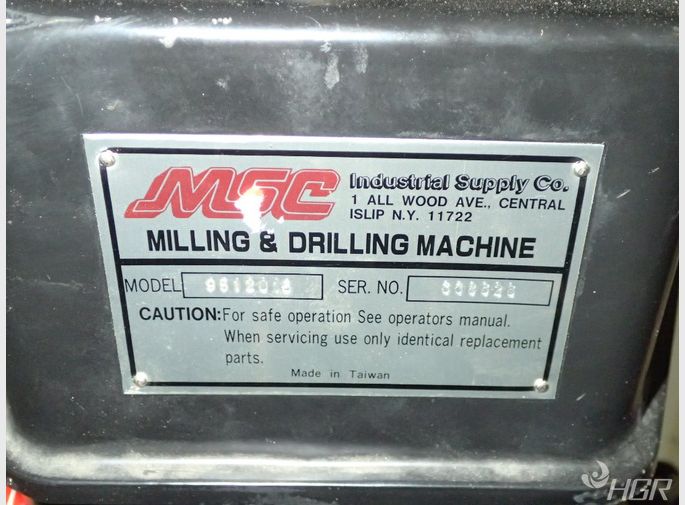 MSC Industrial Supply Co.
1 ALL WOOD AVE., CENTRAL
ISLIP N.Y. 11722
MILLING & DRILLING MACHINE
MODEL SER. NO.
CAUTION:For safe operation See operators manual.
When servicing use only identical replacement
parts.
Made in Taiwan
HGR